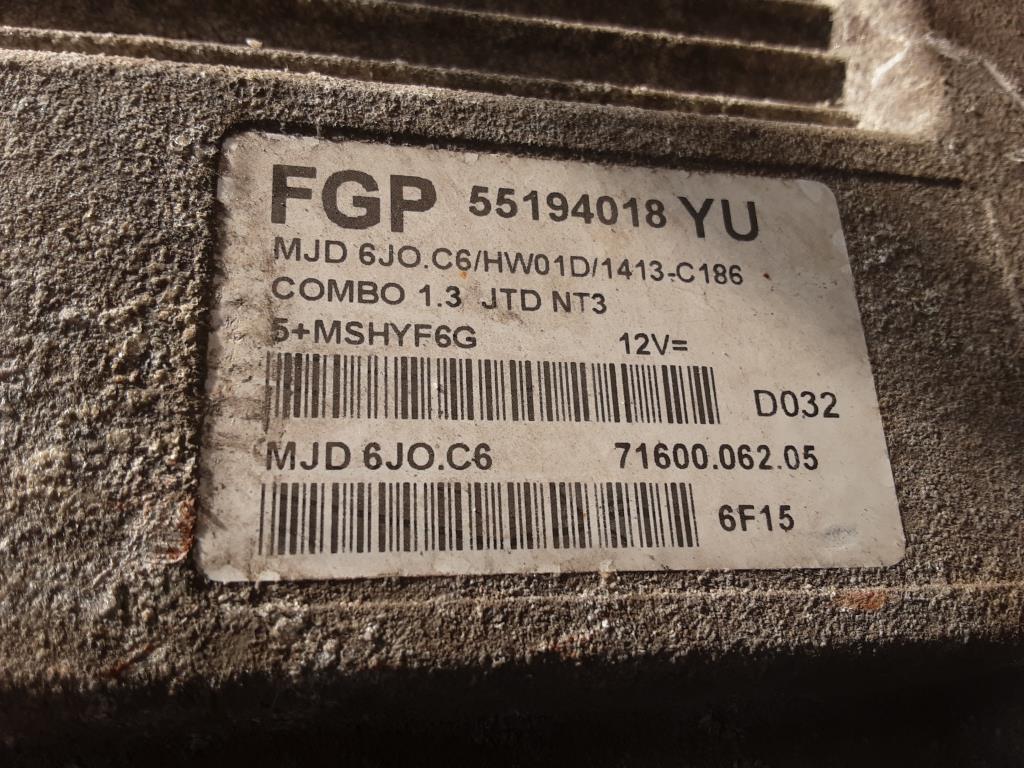 FGP 55194018 YU
MJD 6JO.C6/HW01D/1413-C186
COMBO 1.3 JTD NT3
5+MSHYF6G 12V=
D032
MJD 6JO.C6 71600.062.05
6F15